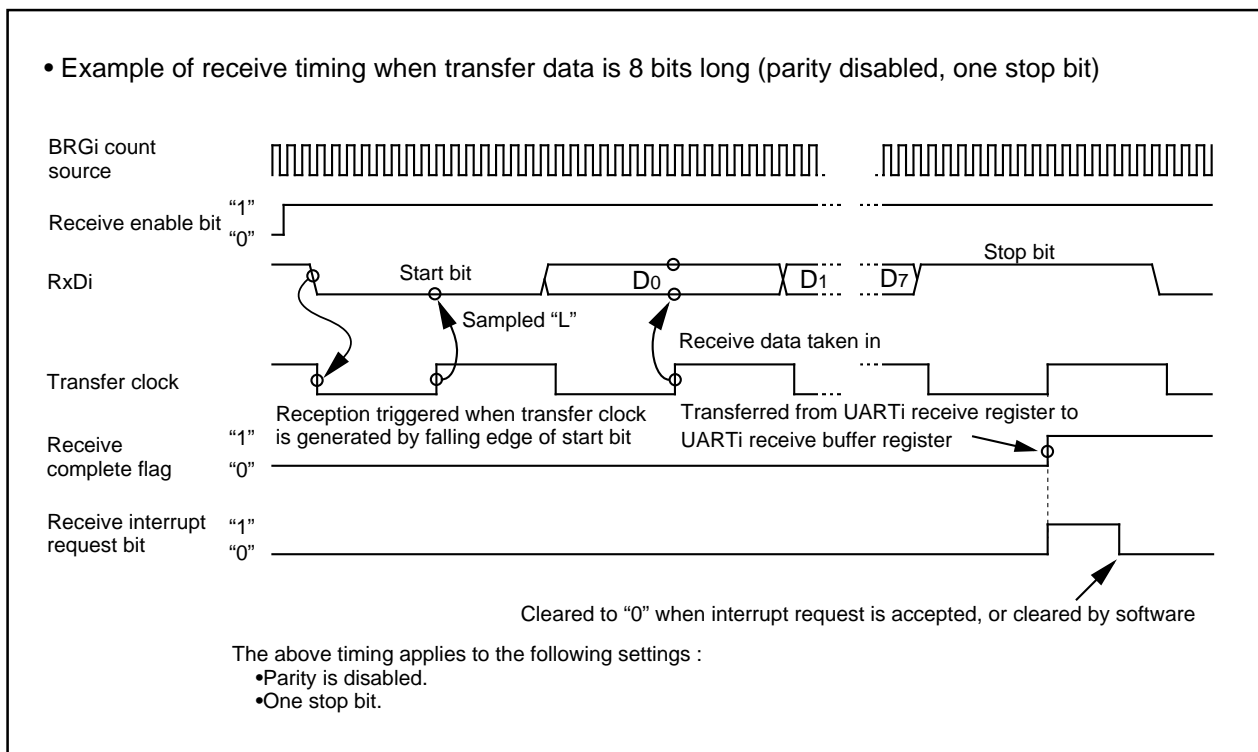 • Example of receive timing when transfer data is 8 bits long (parity disabled, one stop bit)
BRGi count
source
Receive enable bit
“1”
“0”
RxDi
Start bit
D0
D1
D7
Stop bit
Sampled “L”
Receive data taken in
Transfer clock
Reception triggered when transfer clock
is generated by falling edge of start bit
Transferred from UARTi receive register to
UARTi receive buffer register
Receive
complete flag
“1”
“0”
Receive interrupt
request bit
“1”
“0”
Cleared to “0” when interrupt request is accepted, or cleared by software
The above timing applies to the following settings :
•Parity is disabled.
•One stop bit.